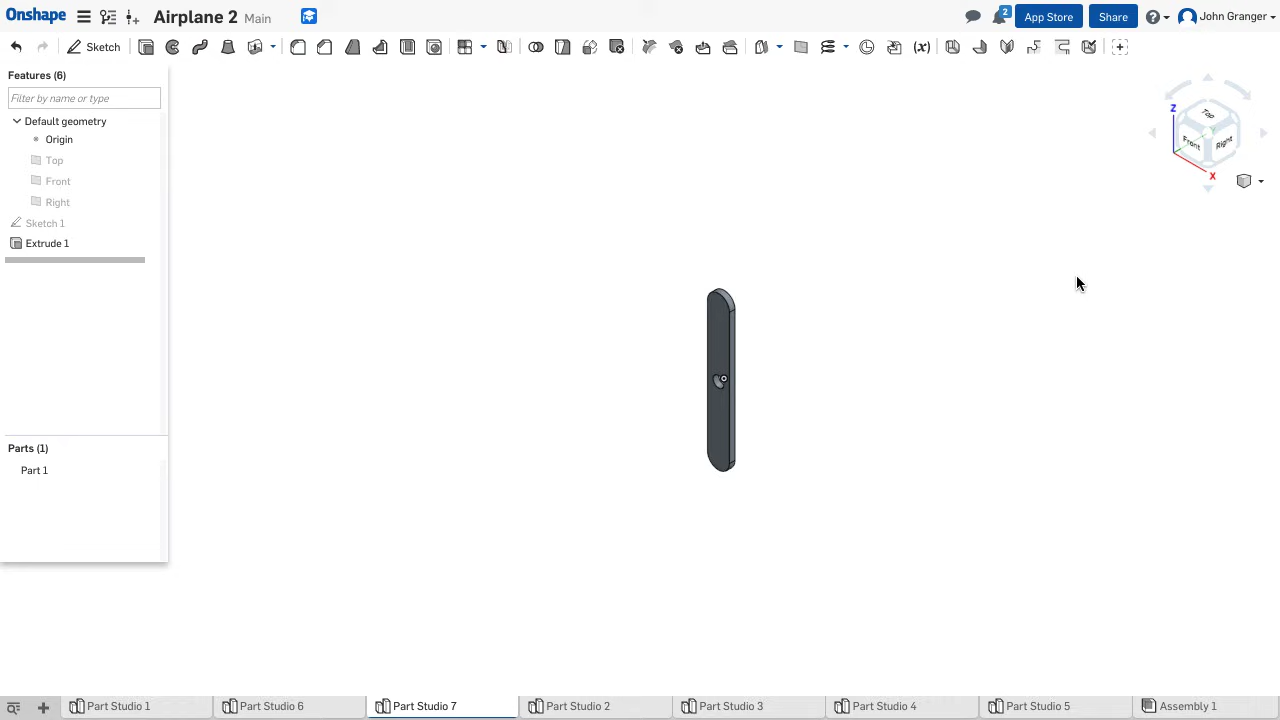 Onshape Airplane 2 Main 2 App Store Share John Granger
Sketch (x)
Features (6)
Filter by name or type
Default geometry
Origin
Top
Front
Right
Sketch 1
Extrude 1
Parts (1)
Part 1
Z
Top
Front
Right
X
Part Studio 1 Part Studio 6 Part Studio 7 Part Studio 2 Part Studio 3 Part Studio 4 Part Studio 5 Assembly 1